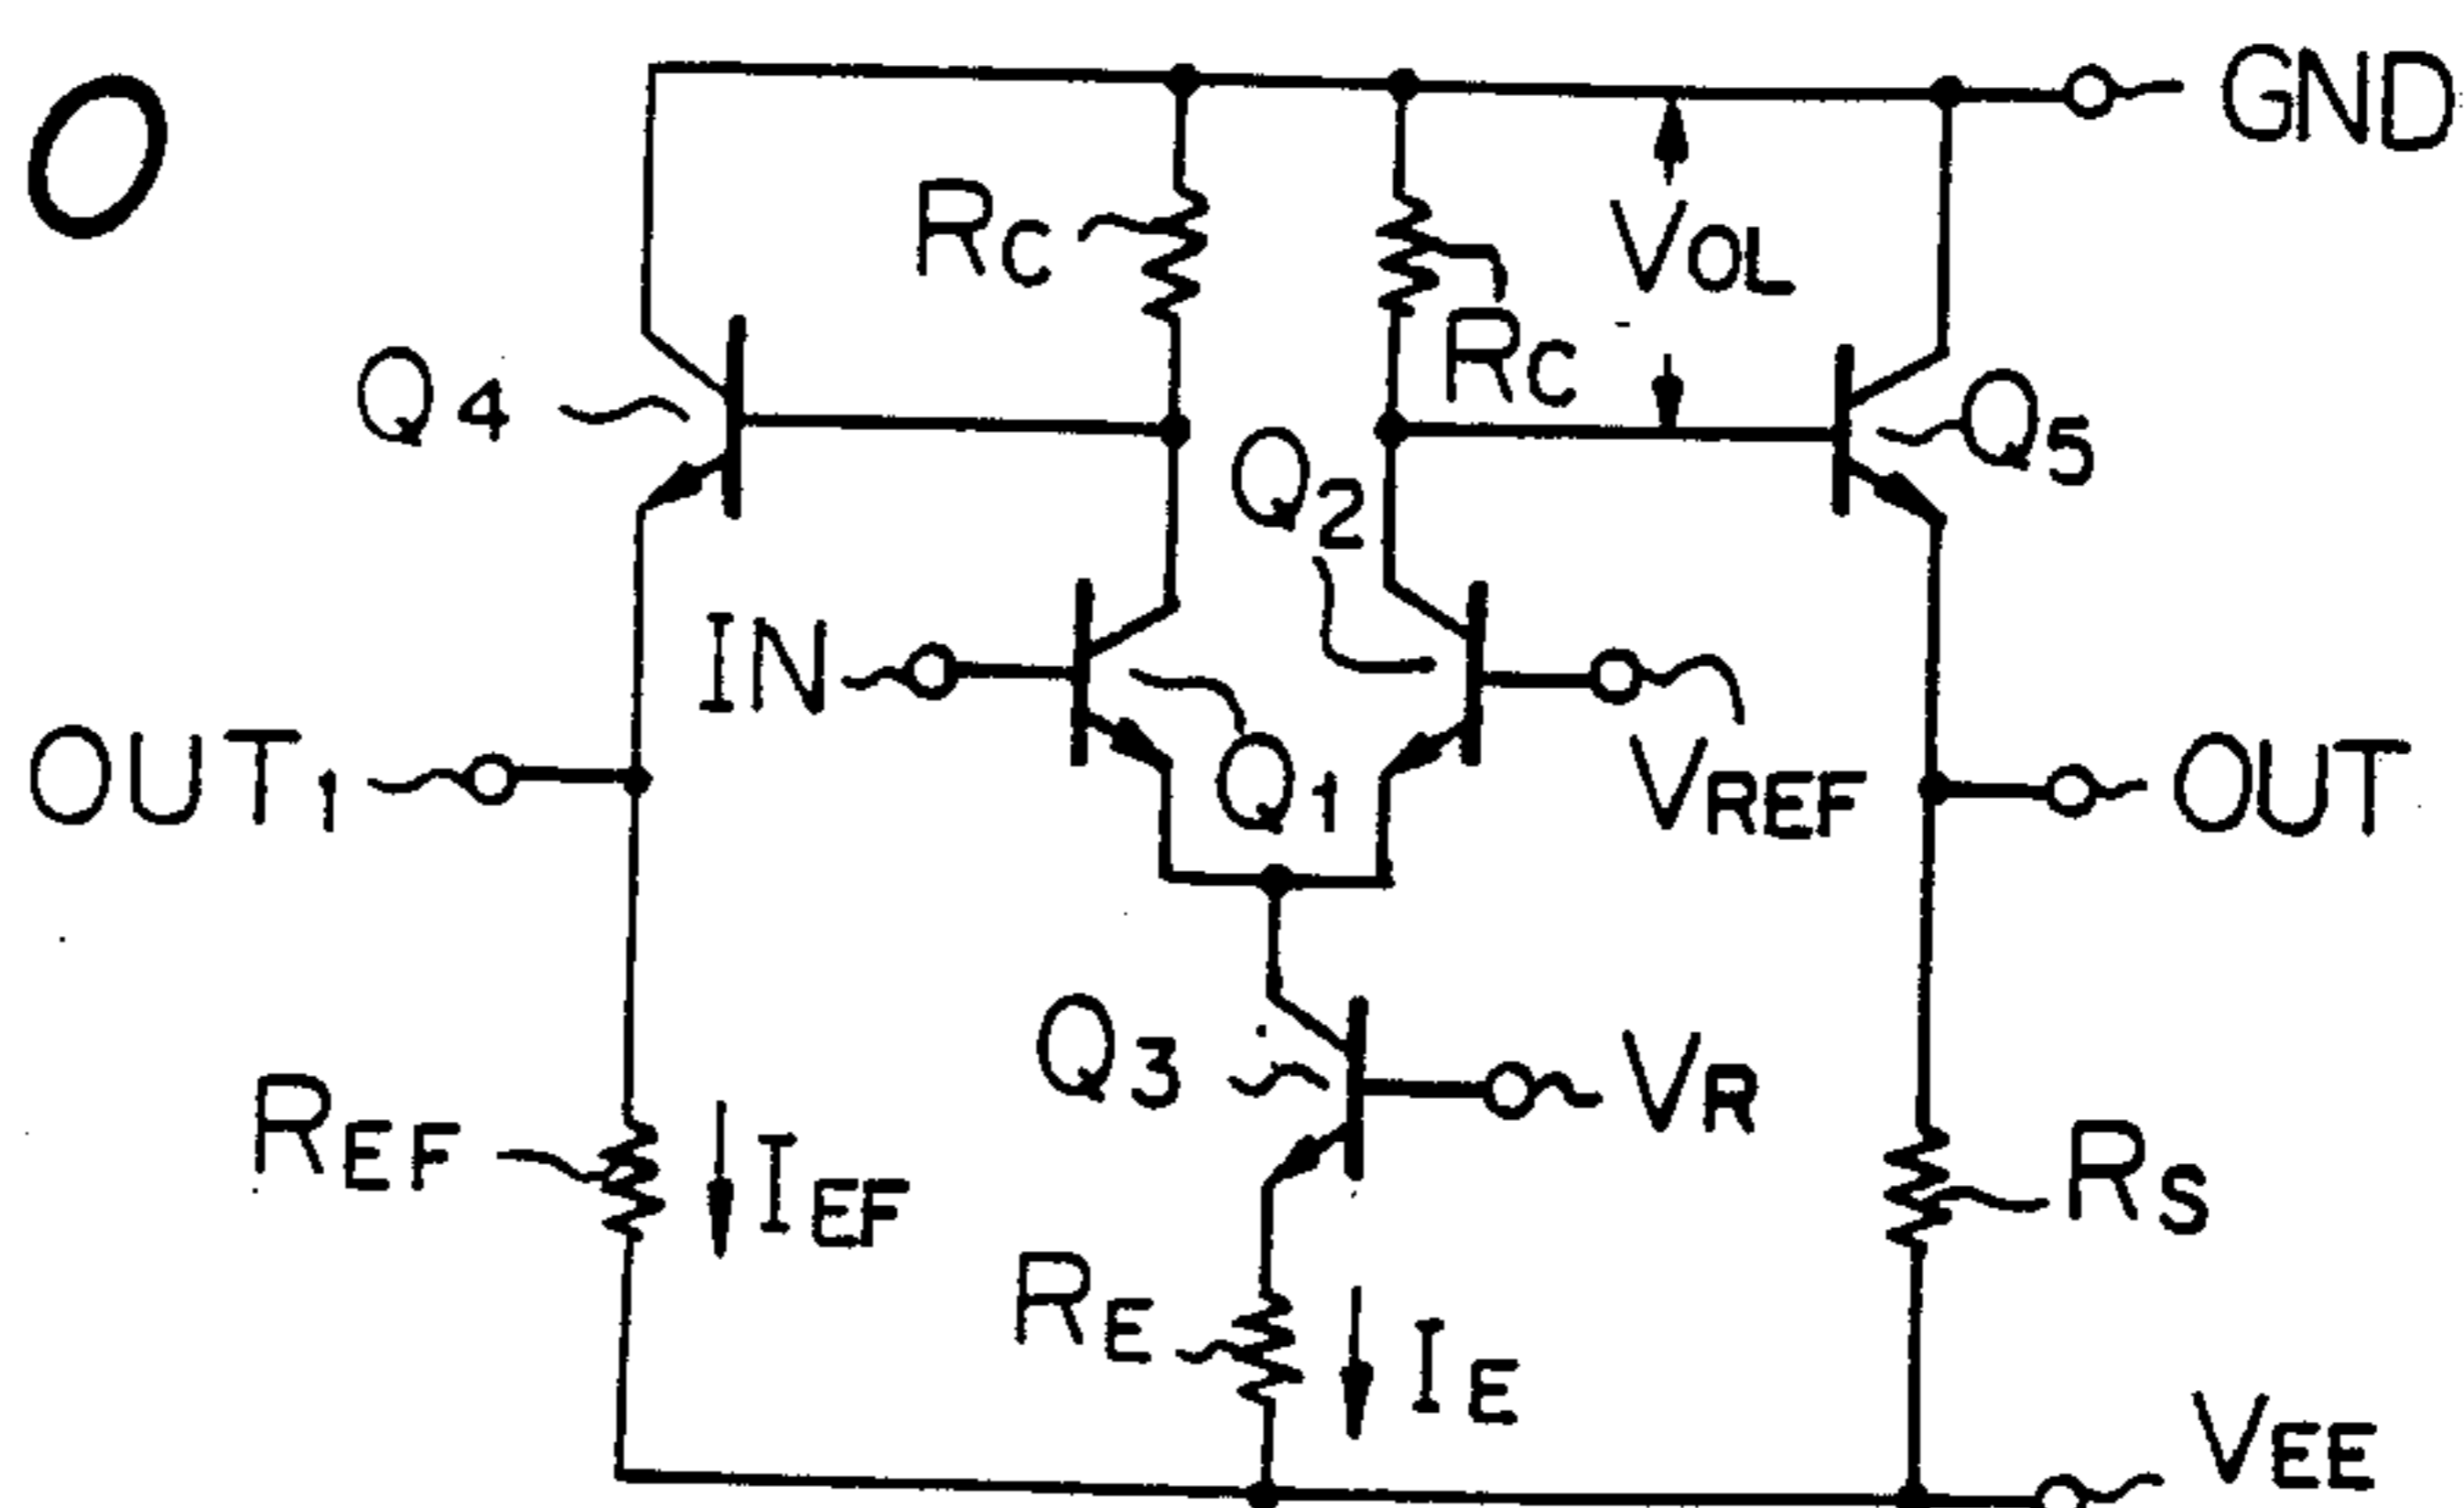 O
GND
RC
VOL
RC
Q4
Q5
Q2
IN
OUT1
Q1
VREF
OUT
Q3
VR
REF
IEF
RS
RE
IE
VEE